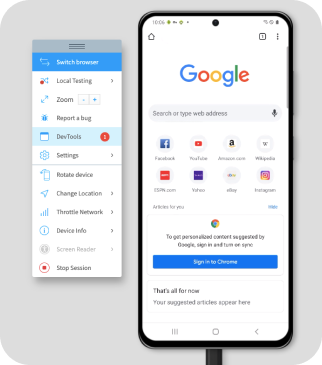 Switch browser
Local Testing
Zoom - +
Report a bug
DevTools
Settings
Rotate device
Change Location
Throttle Network
Device Info
Screen Reader
Stop Session
10:06
1
Google
Search or type web address
Facebook
YouTube
Amazon.com
Wikipedia
ESPN.com
Yahoo
eBay
Instagram
Articles for you
Hide
To get personalized content suggested by
Google, sign in and turn on sync
Sign in to Chrome
That's all for now
Your suggested articles appear here